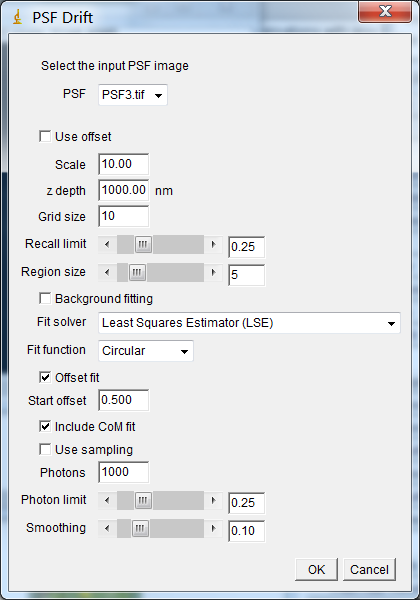 PSF Drift
Select the input PSF image
PSF PSF3.tif
Use offset
Scale 10.00
z depth 1000.00 nm
Grid size 10
Recall limit 0.25
Region size 5
Background fitting
Fit solver Least Squares Estimator (LSE)
Fit function Circular
Offset fit
Start offset 0.500
Include CoM fit
Use sampling
Photons 1000
Photon limit 0.25
Smoothing 0.10
OK Cancel